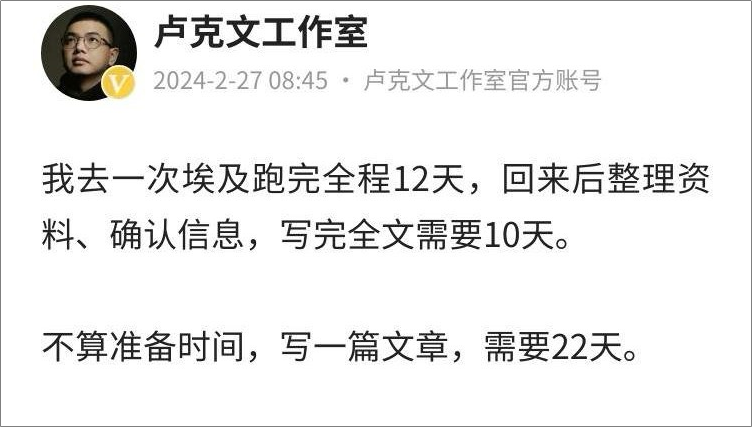 卢克文工作室
2024-2-27 08:45 · 卢克文工作室官方账号
我去一次埃及跑完全程12天，回来后整理资
料、确认信息，写完全文需要10天。
不算准备时间，写一篇文章，需要22天。